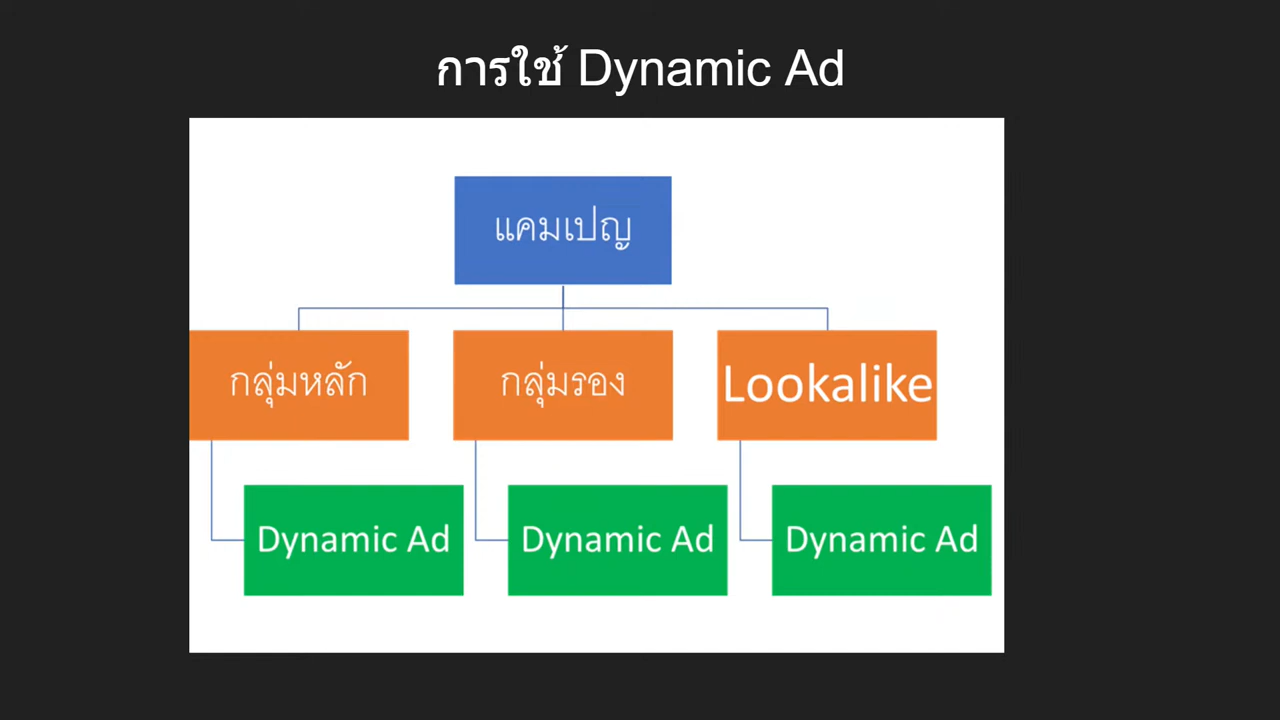 การใช้ Dynamic Ad
แคมเปญ
กลุ่มหลัก
กลุ่มรอง
Lookalike
Dynamic Ad
Dynamic Ad
Dynamic Ad